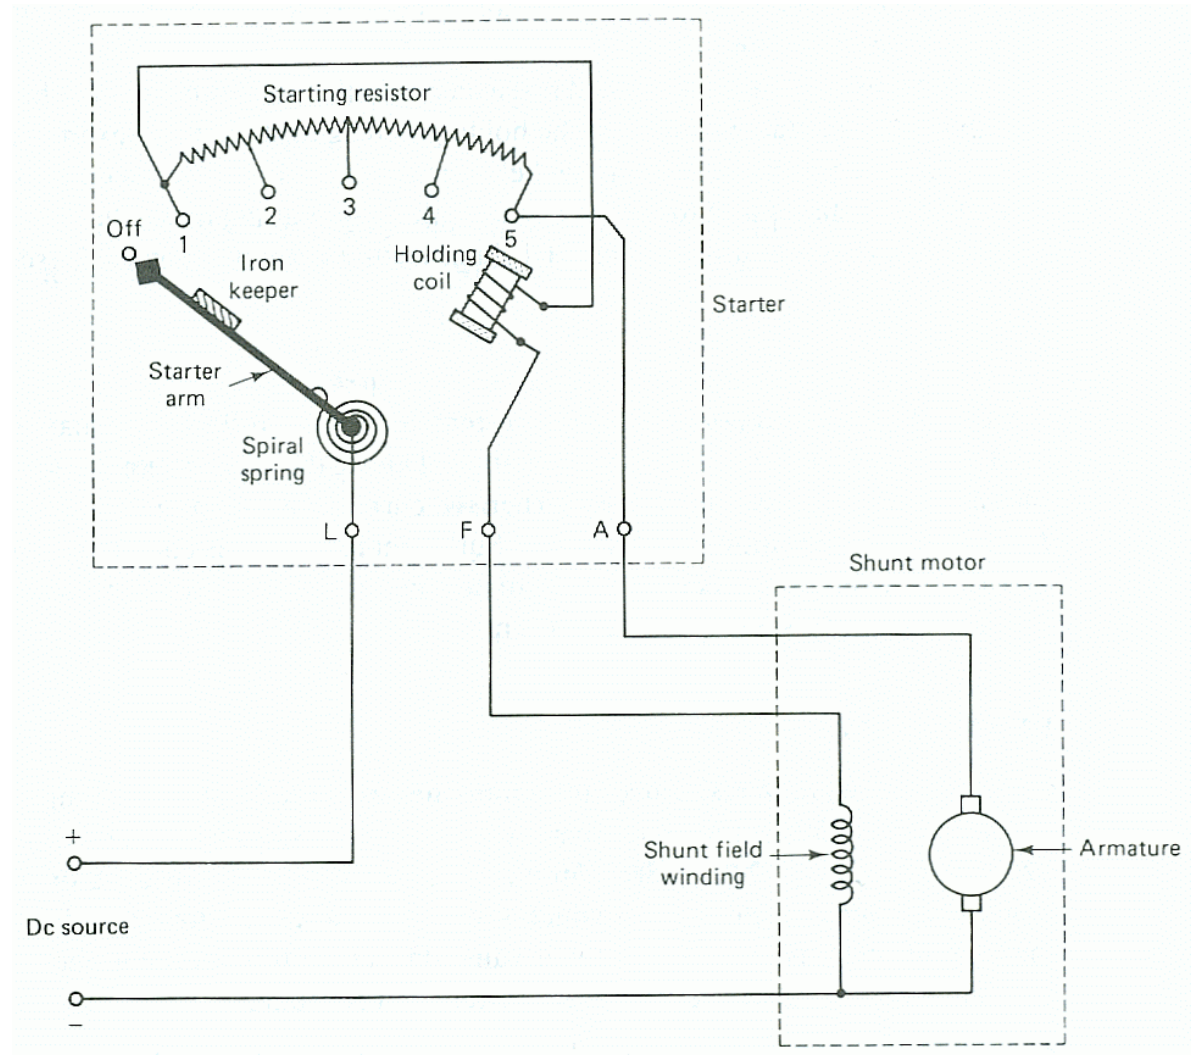 Starting resistor
1
2
3
4
5
Off
Iron
keeper
Holding
coil
Starter
Starter
arm
Spiral
spring
L
F
A
Shunt motor
+
Shunt field
winding
Armature
Dc source
−